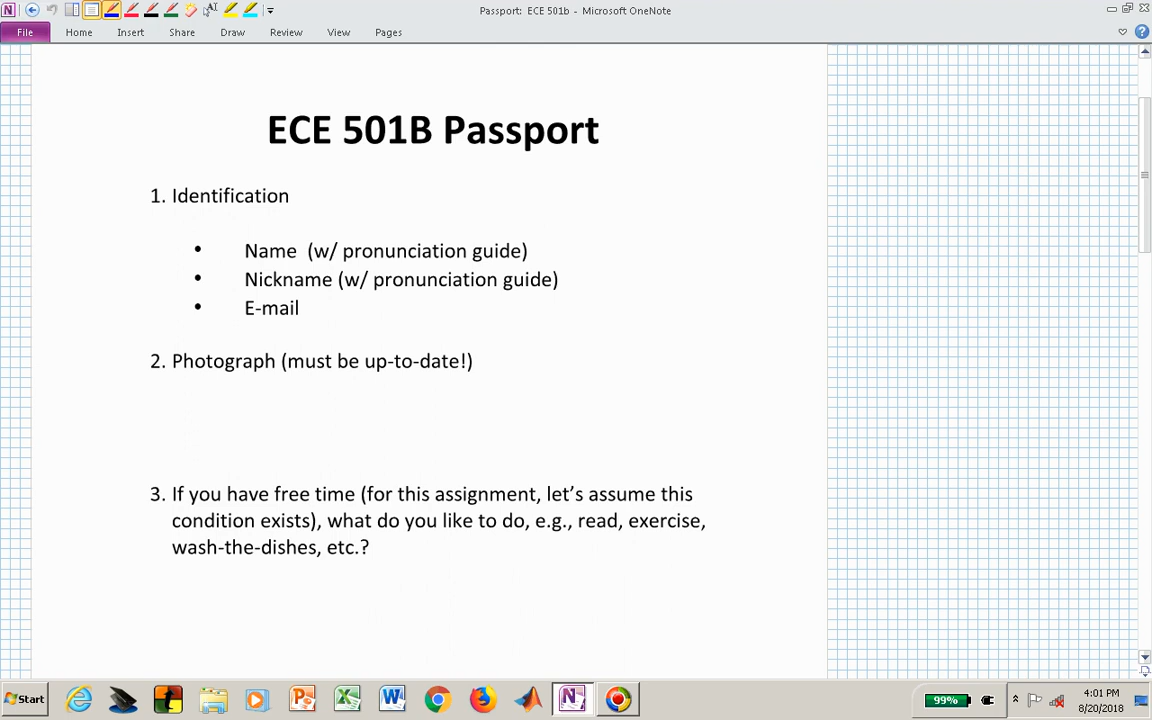 Passport: ECE 501b - Microsoft OneNote
File Home Insert Share Draw Review View Pages
ECE 501B Passport
1. Identification
• Name (w/ pronunciation guide)
• Nickname (w/ pronunciation guide)
• E-mail
2. Photograph (must be up-to-date!)
3. If you have free time (for this assignment, let's assume this
condition exists), what do you like to do, e.g., read, exercise,
wash-the-dishes, etc.?
Start
99%
4:01 PM
8/20/2018